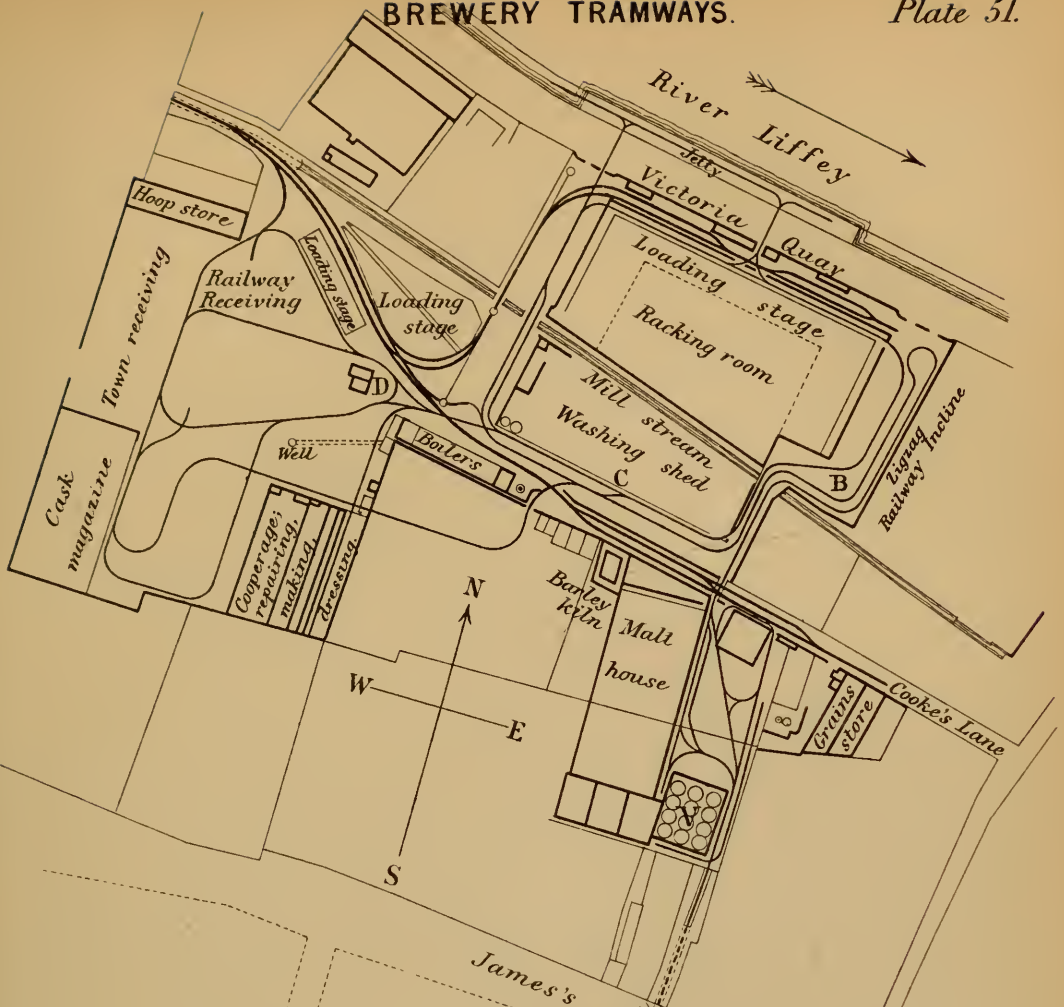 BREWERY TRAMWAYS.
Plate 51.
River Liffey
Jetty
Victoria Quay
Hoop store
Loading stage
Railway
Receiving
Loading
stage
Loading stage
Racking room
Town receiving
D
Mill stream
Washing shed
Zigzag
Railway Incline
Boilers
Well
C
B
Cask
magazine
Cooperage;
repairing,
making,
dressing.
N
Barley
kiln
Malt
house
W
E
Cooke's Lane
Grains
store
V
S
James's